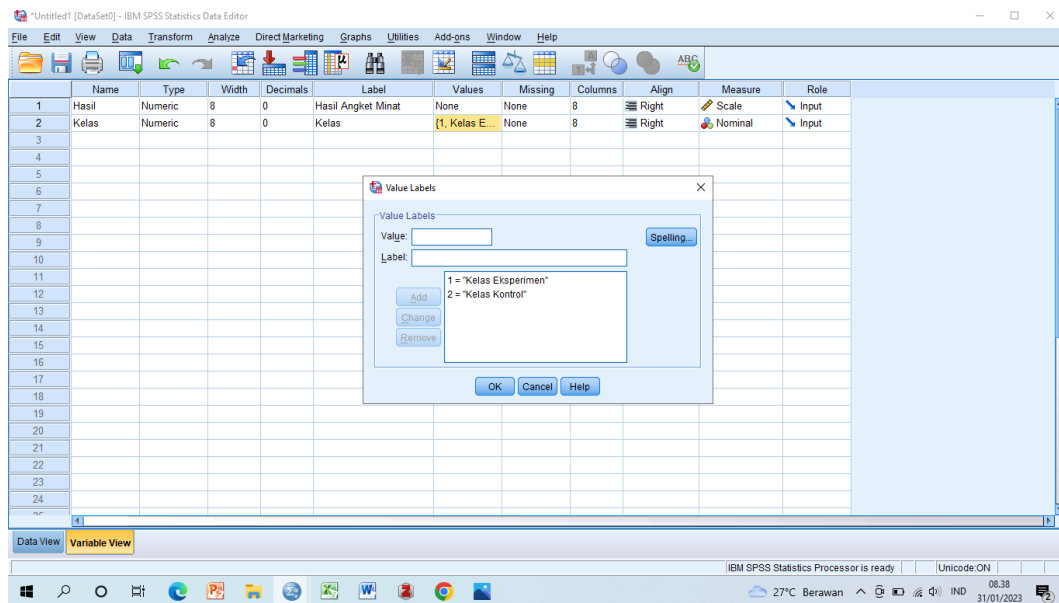 *Untitled1 [DataSet0] - IBM SPSS Statistics Data Editor
File Edit View Data Transform Analyze Direct Marketing Graphs Utilities Add-ons Window Help
Name Type Width Decimals Label Values Missing Columns Align Measure Role
1 Hasil Numeric 8 0 Hasil Angket Minat None None 8 Right Scale Input
2 Kelas Numeric 8 0 Kelas {1, Kelas E... None 8 Right Nominal Input
3
4
5
6
7
8
9
10
11
12
13
14
15
16
17
18
19
20
21
22
23
24
Value Labels
Value Labels
Value:
Spelling...
Label:
1 = "Kelas Eksperimen"
2 = "Kelas Kontrol"
Add
Change
Remove
OK Cancel Help
Data View Variable View
IBM SPSS Statistics Processor is ready Unicode:ON
27°C Berawan IND 08.38
31/01/2023